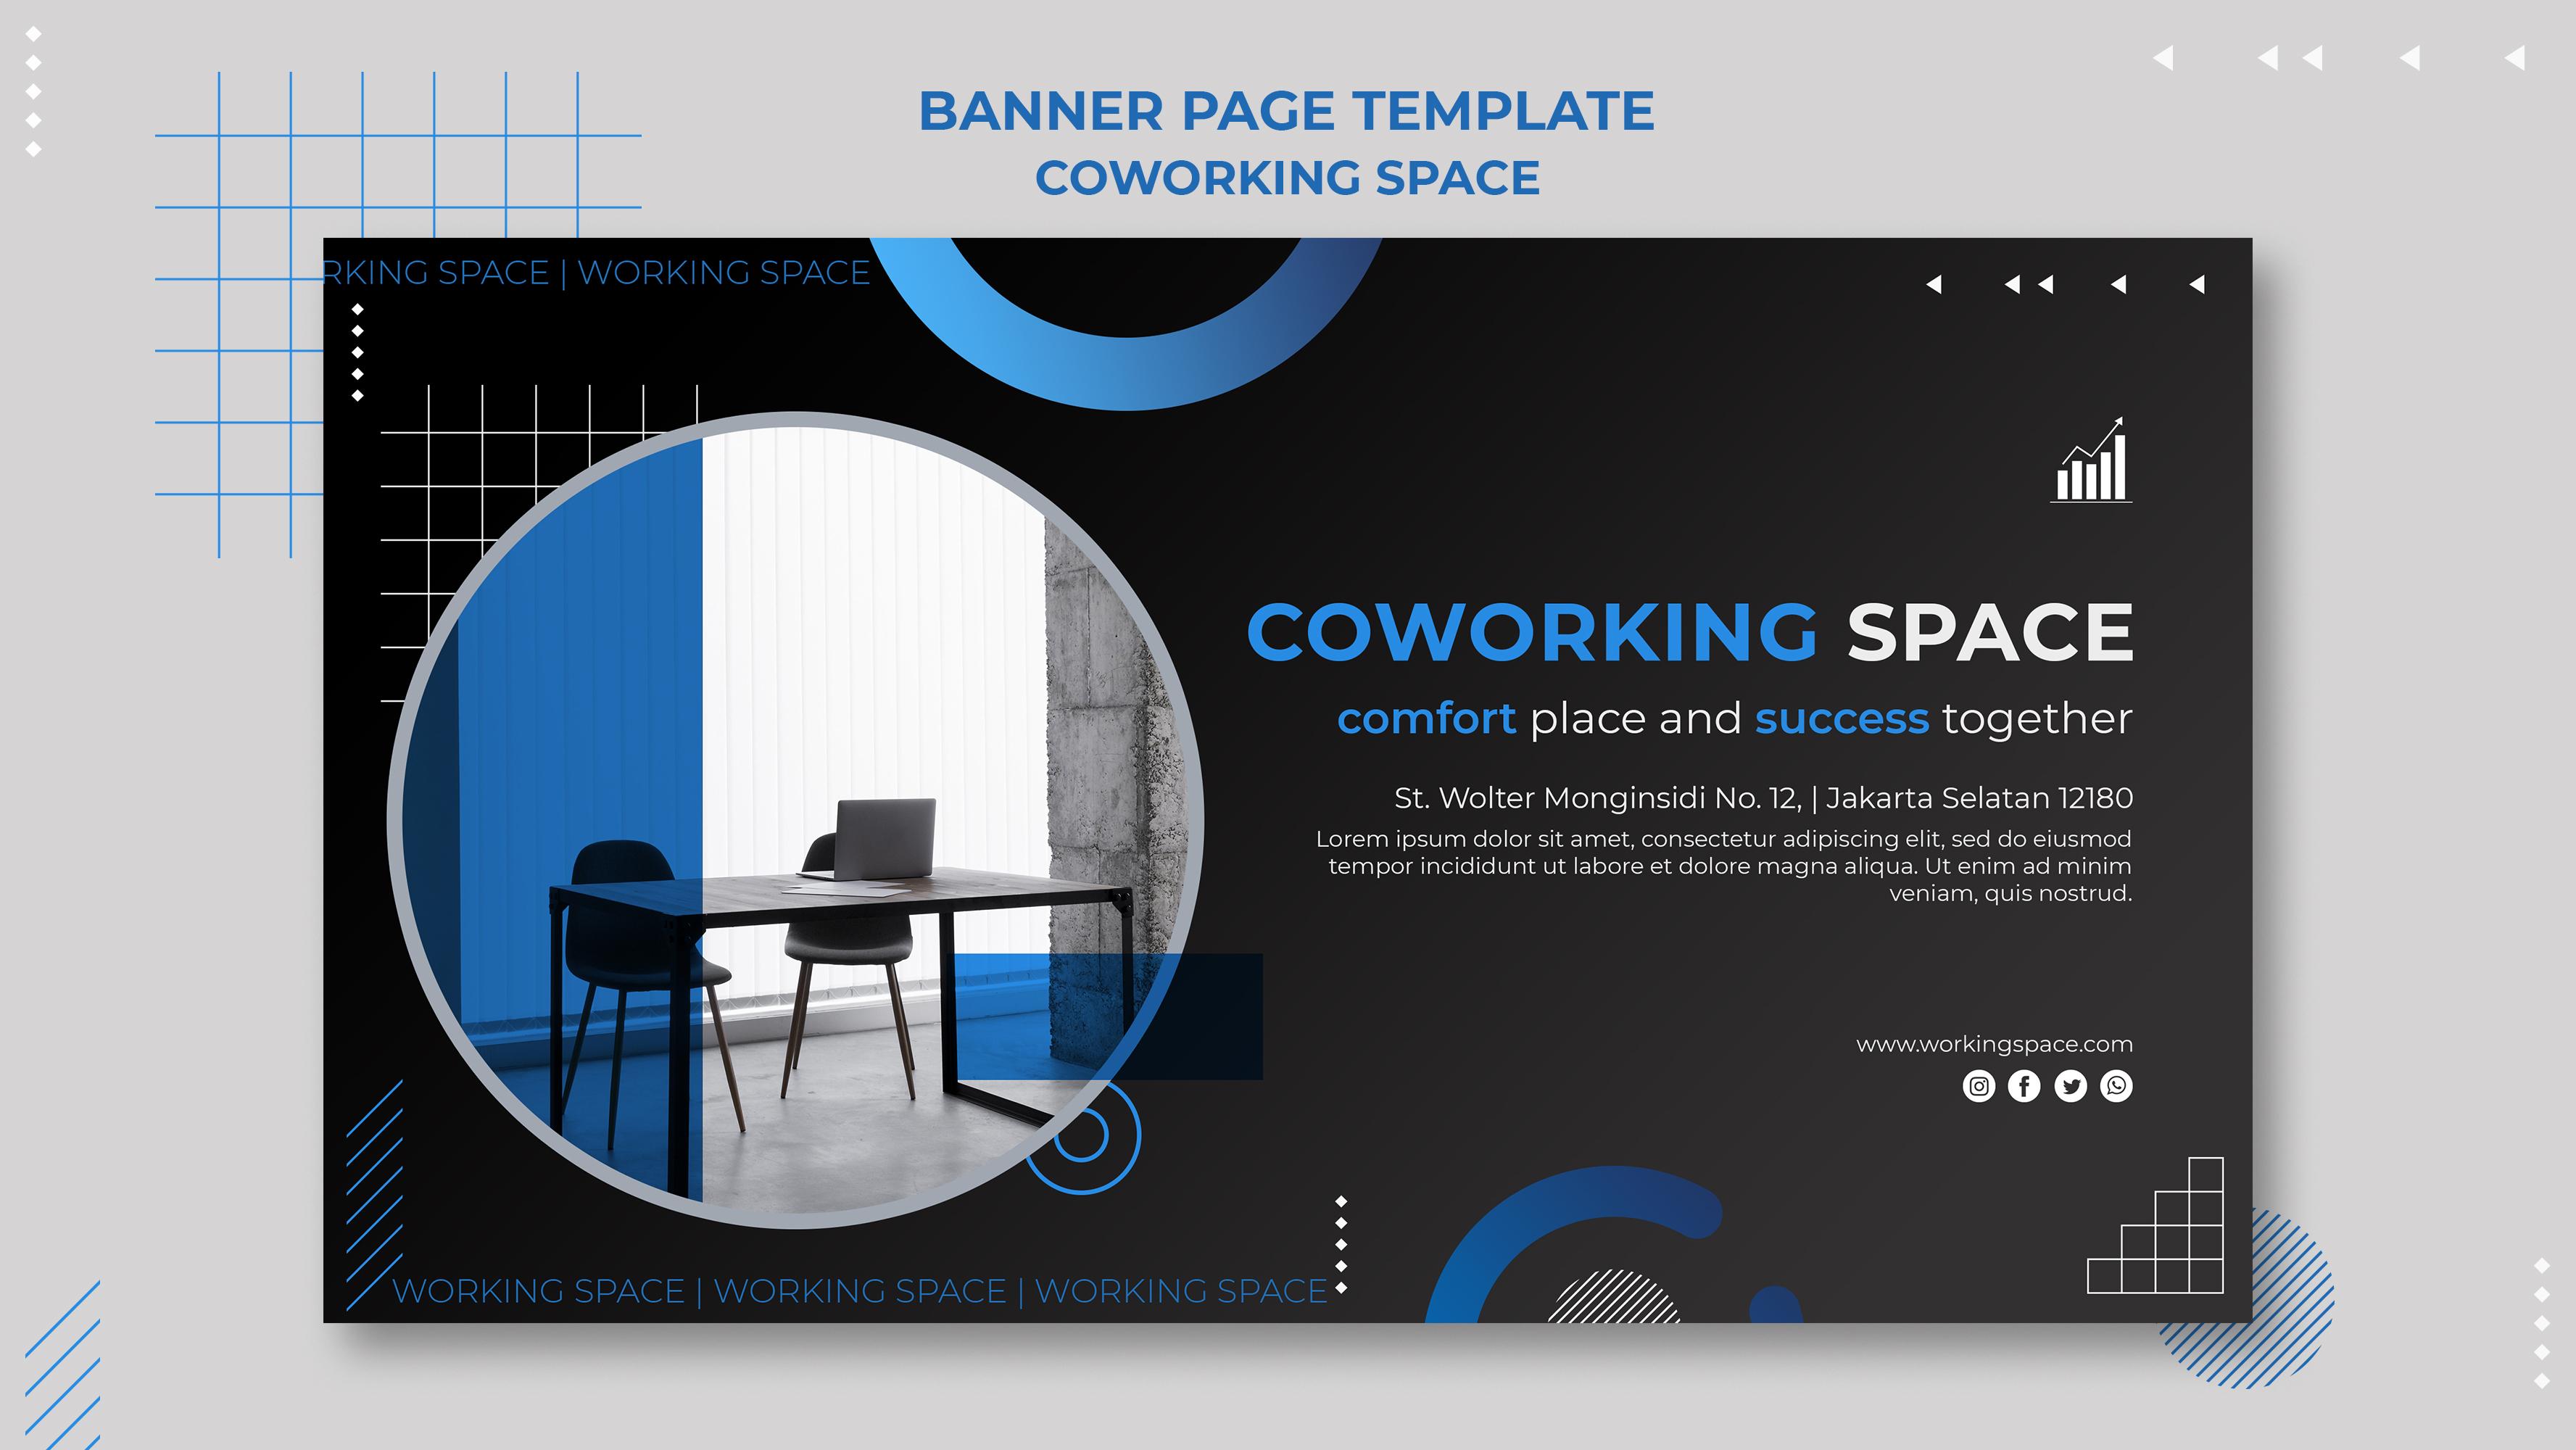 BANNER PAGE TEMPLATE
COWORKING SPACE
RKING SPACE | WORKING SPACE
COWORKING SPACE
comfort place and success together
St. Wolter Monginsidi No. 12, | Jakarta Selatan 12180
Lorem ipsum dolor sit amet, consectetur adipiscing elit, sed do eiusmod
tempor incididunt ut labore et dolore magna aliqua. Ut enim ad minim
veniam, quis nostrud.
www.workingspace.com
WORKING SPACE | WORKING SPACE | WORKING SPACE